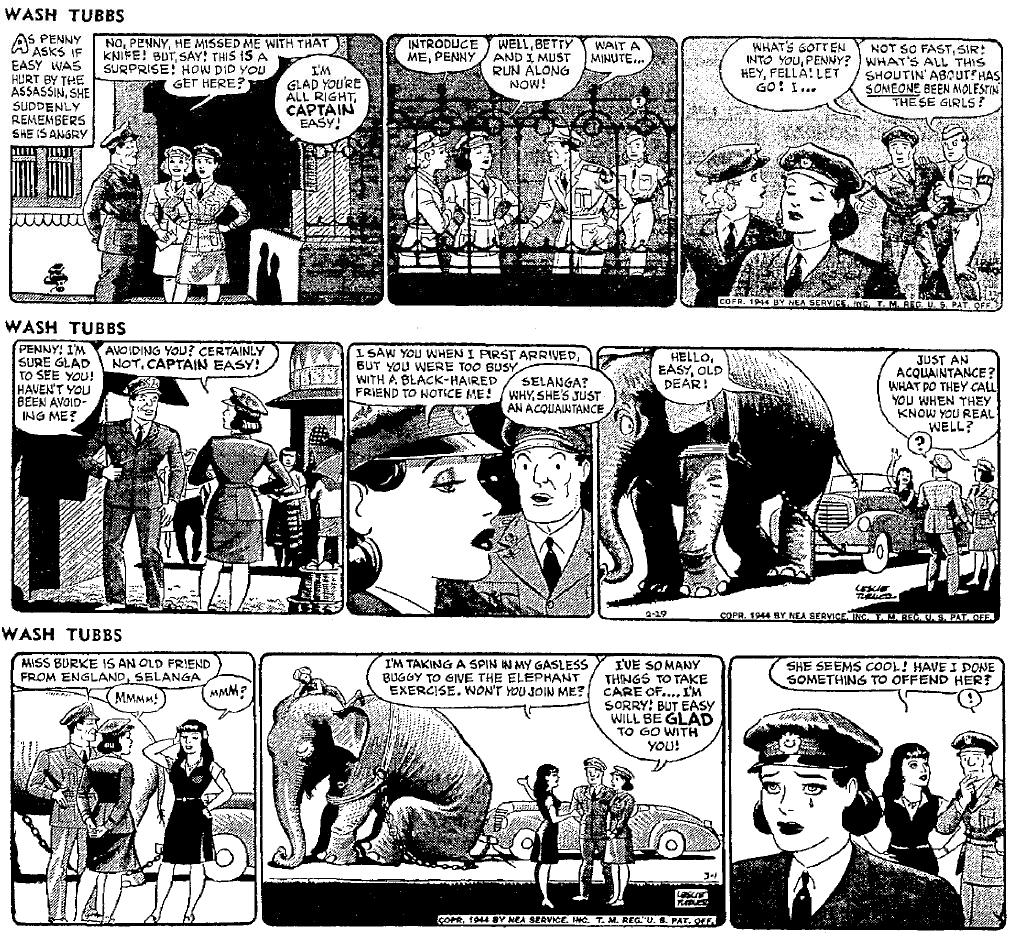 WASH TUBBS
AS PENNY
ASKS IF
EASY WAS
HURT BY THE
ASSASSIN, SHE
SUDDENLY
REMEMBERS
SHE IS ANGRY
NO, PENNY, HE MISSED ME WITH THAT
KNIFE! BUT, SAY! THIS IS A
SURPRISE! HOW DID YOU
GET HERE?
I'M
GLAD YOU'RE
ALL RIGHT,
CAPTAIN
EASY!
INTRODUCE
ME, PENNY
WELL, BETTY
AND I MUST
RUN ALONG
NOW!
WAIT A
MINUTE...
?
WHAT'S GOTTEN
INTO YOU, PENNY?
HEY, FELLA! LET
GO! I...
NOT SO FAST, SIR!
WHAT'S ALL THIS
SHOUTIN' ABOUT? HAS
SOMEONE BEEN MOLESTIN'
THESE GIRLS?
COPR. 1944 BY NEA SERVICE, INC. T. M. REG. U. S. PAT. OFF.
WASH TUBBS
PENNY! I'M
SURE GLAD
TO SEE YOU!
HAVEN'T YOU
BEEN AVOID-
ING ME?
AVOIDING YOU? CERTAINLY
NOT, CAPTAIN EASY!
I SAW YOU WHEN I FIRST ARRIVED,
BUT YOU WERE TOO BUSY
WITH A BLACK-HAIRED
FRIEND TO NOTICE ME!
SELANGA?
WHY, SHE'S JUST
AN ACQUAINTANCE
HELLO,
EASY, OLD
DEAR!
JUST AN
ACQUAINTANCE?
WHAT DO THEY CALL
YOU WHEN THEY
KNOW YOU REAL
WELL?
?
LESLIE
TURNER
2-29
COPR. 1944 BY NEA SERVICE, INC. T. M. REG. U. S. PAT. OFF.
WASH TUBBS
MISS BURKE IS AN OLD FRIEND
FROM ENGLAND, SELANGA
MMMM!
MMM?
I'M TAKING A SPIN IN MY GASLESS
BUGGY TO GIVE THE ELEPHANT
EXERCISE. WON'T YOU JOIN ME?
I'VE SO MANY
THINGS TO TAKE
CARE OF.... I'M
SORRY! BUT EASY
WILL BE GLAD
TO GO WITH
YOU!
3-1
LESLIE
TURNER
COPR. 1944 BY NEA SERVICE, INC. T. M. REG. U. S. PAT. OFF.
SHE SEEMS COOL! HAVE I DONE
SOMETHING TO OFFEND HER?
!